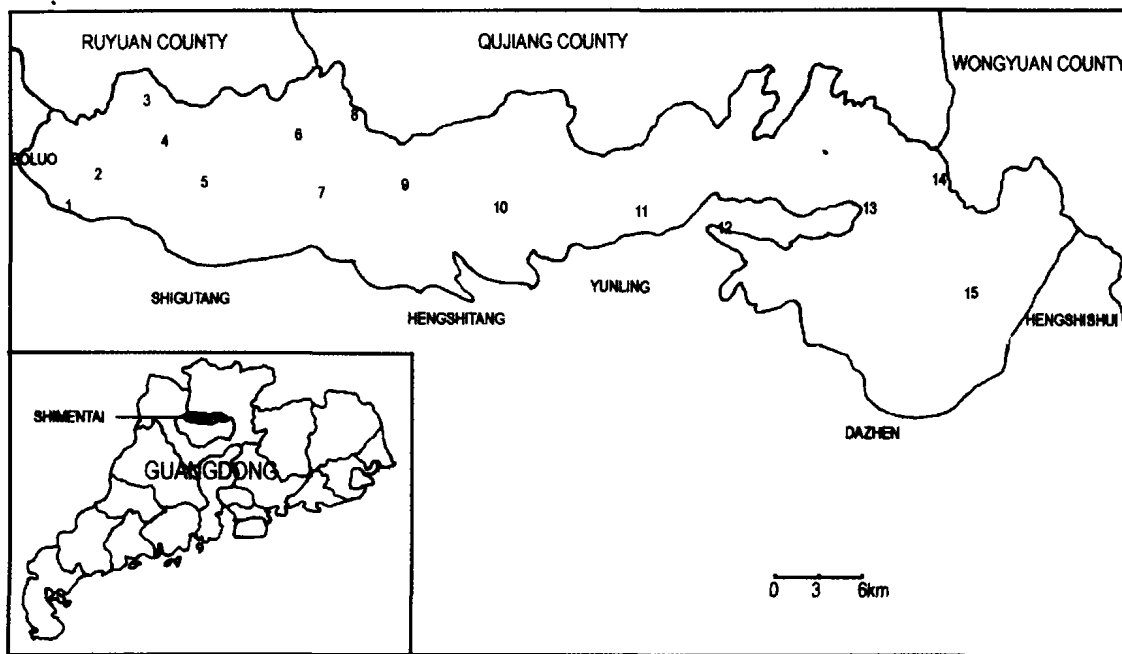 RUYUAN COUNTY
QUJIANG COUNTY
WONGYUAN COUNTY
3
8
4
6
BOLUO
2
5
7
9
14
1
10
11
13
12
SHIGUTANG
HENGSHITANG
YUNLING
15
HENGSHISHUI
DAZHEN
SHIMENTAI
GUANGDONG
0 3 6km